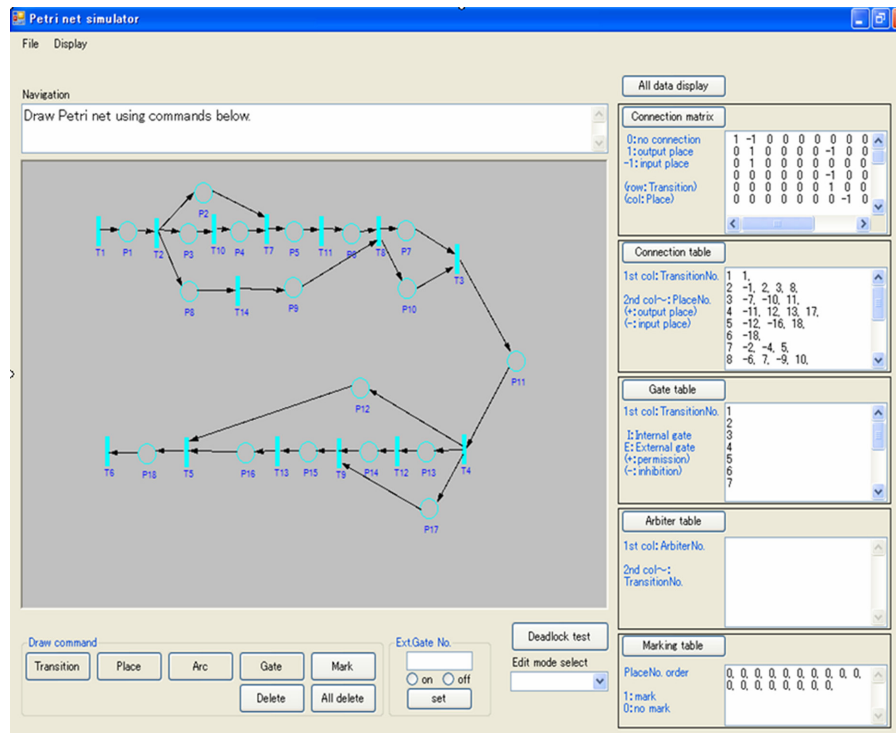 Petri net simulator
File Display
Navigation
Draw Petri net using commands below.
P2
T1 P1 T2 P3 T10 P4 T7 P5 T11 P6 T8 P7
T3
P8 T14 P9 P10
P11
P12
T6 P18 T5 P16 T13 P15 T9 P14 T12 P13 T4
P17
Draw command
Transition Place Arc Gate Mark
Delete All delete
Ext.Gate No.
on off
set
Deadlock test
Edit mode select
All data display
Connection matrix
0:no connection
1:output place
-1:input place
(row:Transition)
(col:Place)
1 -1 0 0 0 0 0 0 0
0 1 0 0 0 0 -1 0 0
0 1 0 0 0 0 0 0 0
0 0 0 0 0 0 -1 0 0
0 0 0 0 0 0 1 0 0
0 0 0 0 0 0 0 -1 0
Connection table
1st col:TransitionNo.
2nd col～:PlaceNo.
(+:output place)
(-:input place)
1 1,
2 -1, 2, 3, 8,
3 -7, -10, 11,
4 -11, 12, 13, 17,
5 -12, -16, 18,
6 -18,
7 -2, -4, 5,
8 -6, 7, -9, 10,
Gate table
1st col:TransitionNo.
I:Internal gate
E:External gate
(+:permission)
(-:inhibition)
1
2
3
4
5
6
7
Arbiter table
1st col:ArbiterNo.
2nd col～:
TransitionNo.
Marking table
PlaceNo. order
1:mark
0:no mark
0, 0, 0, 0, 0, 0, 0, 0, 0, 0,
0, 0, 0, 0, 0, 0, 0, 0,